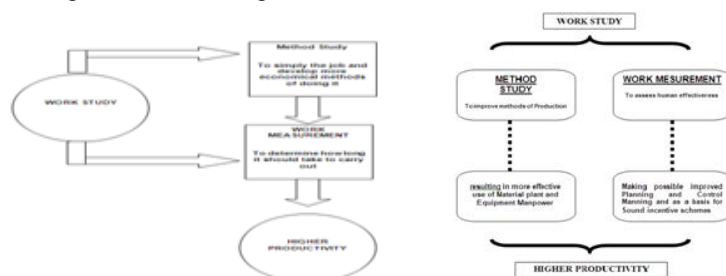 WORK STUDY
Method Study
To simply the job and
develop more
economical methods
of doing it
WORK
MEASUREMENT
To determine how long
it should take to carry
out
HIGHER
PRODUCTIVITY
WORK STUDY
METHOD
STUDY
To improve methods of Production
WORK MESUREMENT
To assess human effectiveness
resulting in more effective
use of Material plant and
Equipment Manpower
Making possible improved
Planning and Control
Manning and as a basis for
Sound incentive schemes
HIGHER PRODUCTIVITY